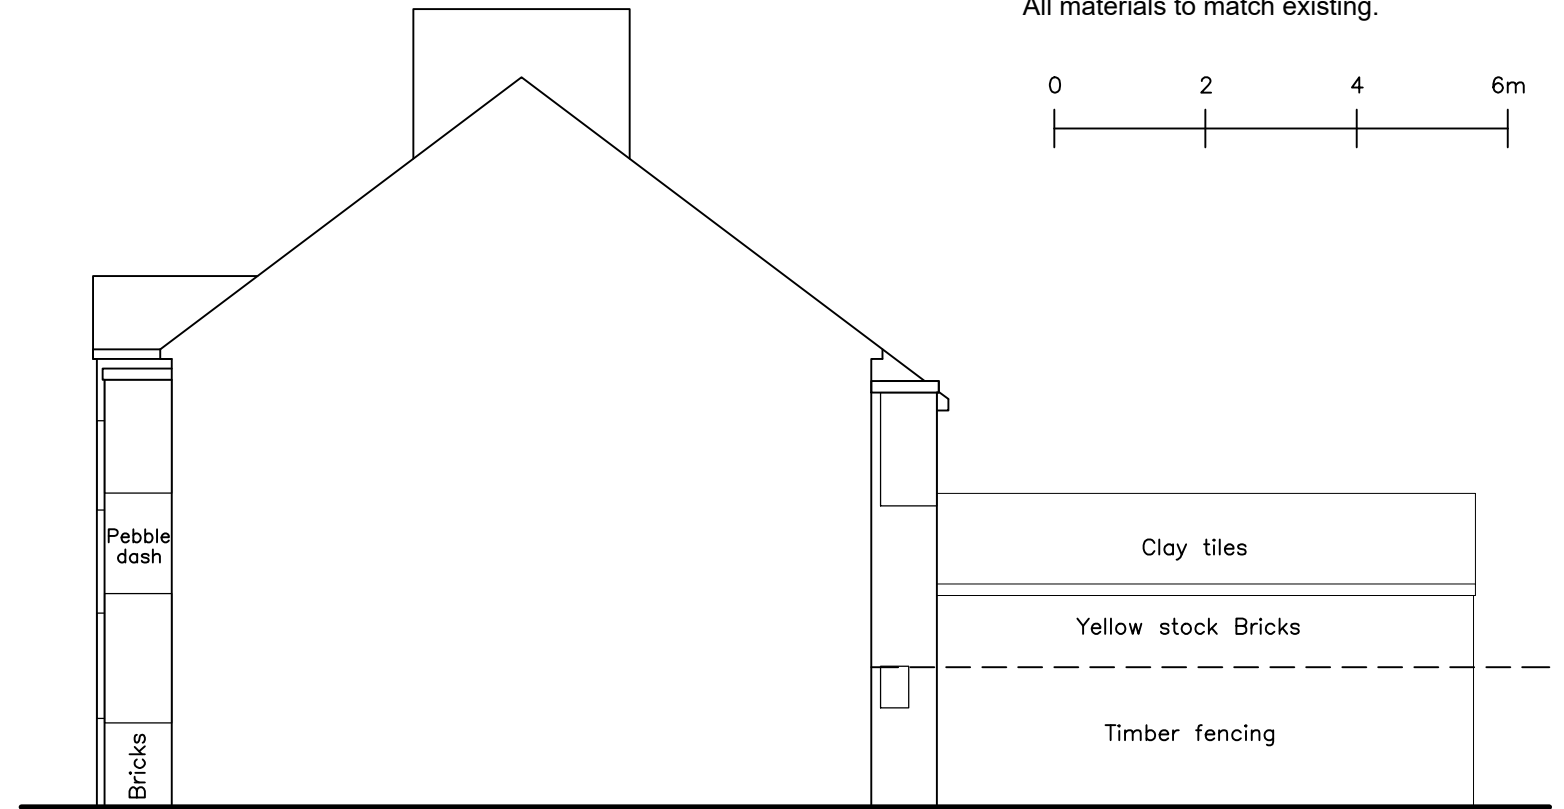 All materials to match existing.
0 2 4 6m
Pebble
dash
Clay tiles
Yellow stock Bricks
Timber fencing
Bricks